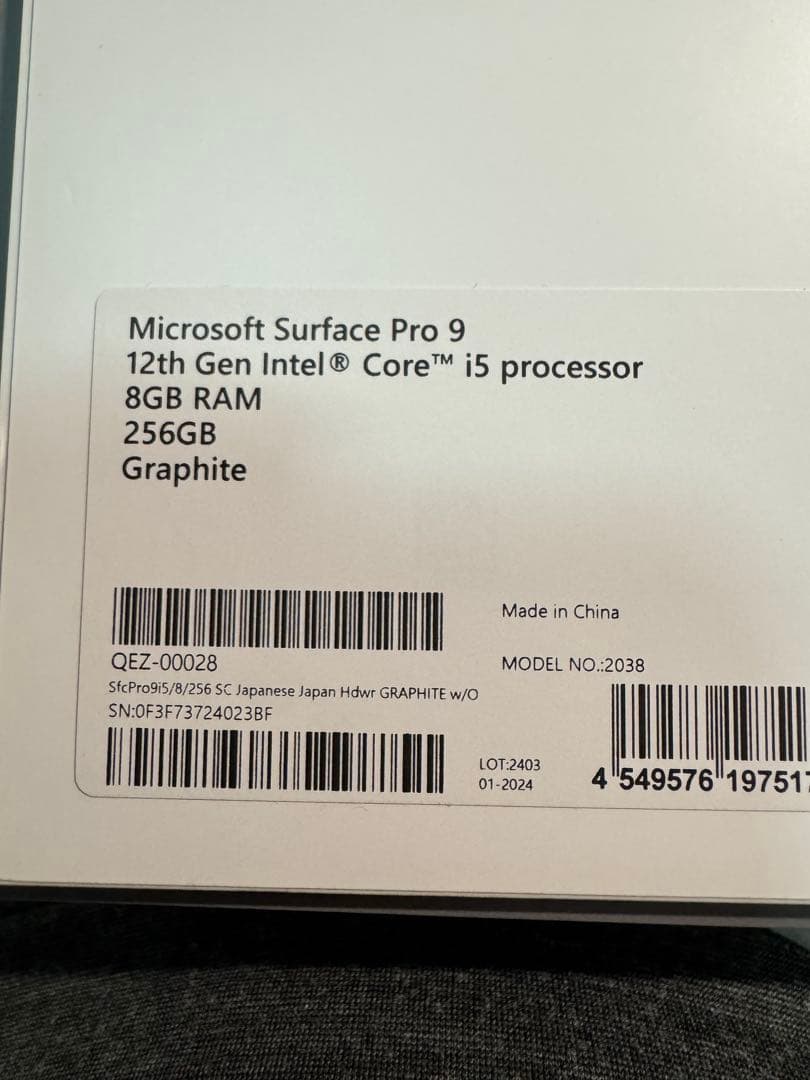 Microsoft Surface Pro 9
12th Gen Intel® Core™ i5 processor
8GB RAM
256GB
Graphite
QEZ-00028
SfcPro9i5/8/256 SC Japanese Japan Hdwr GRAPHITE w/O
SN:0F3F73724023BF
Made in China
MODEL NO.:2038
LOT:2403
01-2024
4 549576 197517